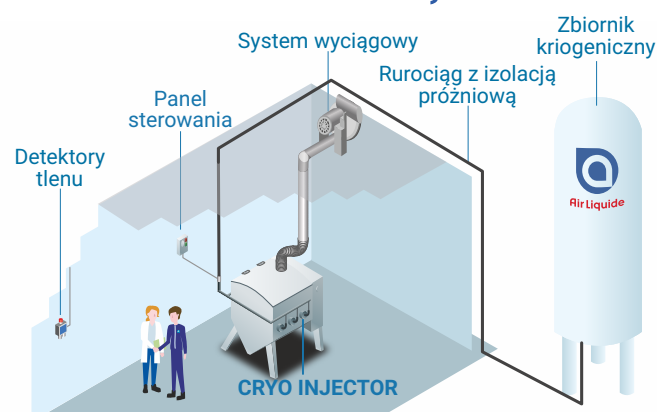 Zbiornik
kriogeniczny
System wyciągowy
Rurociąg z izolacją
próżniową
Panel
sterowania
Detektory
tlenu
Air Liquide
CRYO INJECTOR